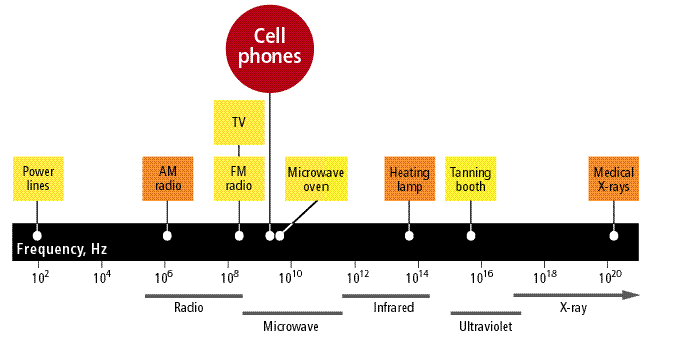 Cell
phones
TV
Power
lines
AM
radio
FM
radio
Microwave
oven
Heating
lamp
Tanning
booth
Medical
X-rays
Frequency, Hz
10² 10⁴ 10⁶ 10⁸ 10¹⁰ 10¹² 10¹⁴ 10¹⁶ 10¹⁸ 10²⁰
Radio Infrared X-ray
Microwave Ultraviolet